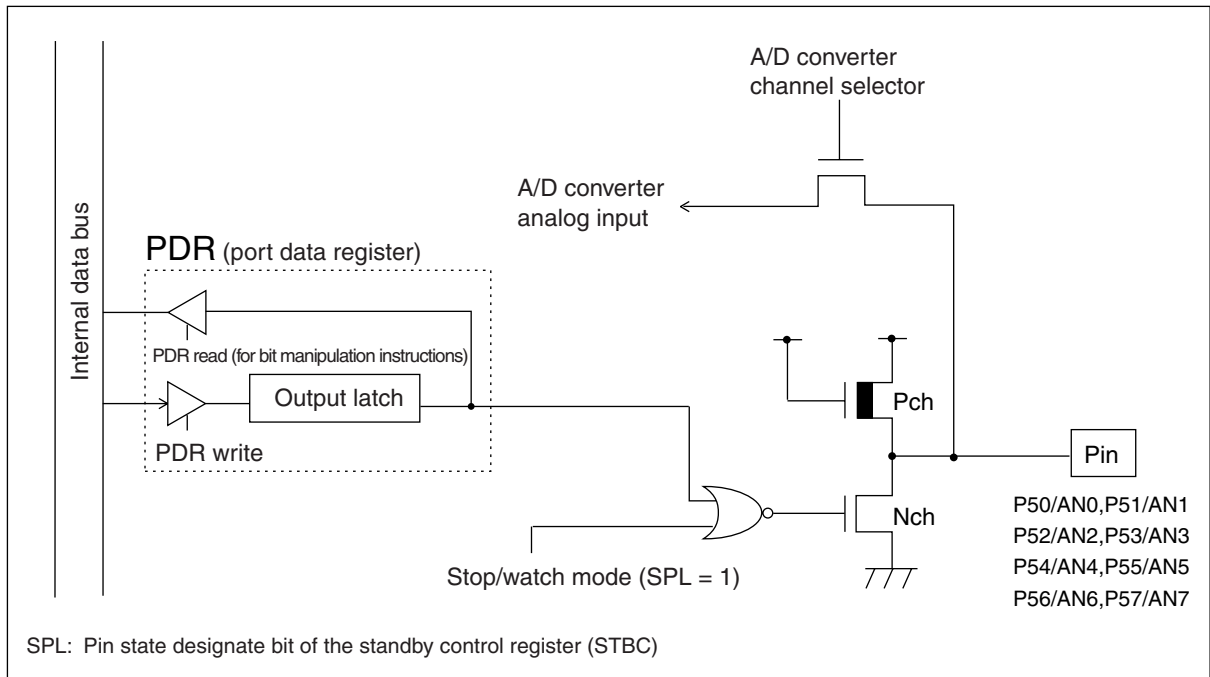 A/D converter
channel selector
A/D converter
analog input
Internal data bus
PDR (port data register)
PDR read (for bit manipulation instructions)
Output latch
PDR write
Pch
Pin
Nch
P50/AN0,P51/AN1
P52/AN2,P53/AN3
P54/AN4,P55/AN5
P56/AN6,P57/AN7
Stop/watch mode (SPL = 1)
SPL: Pin state designate bit of the standby control register (STBC)